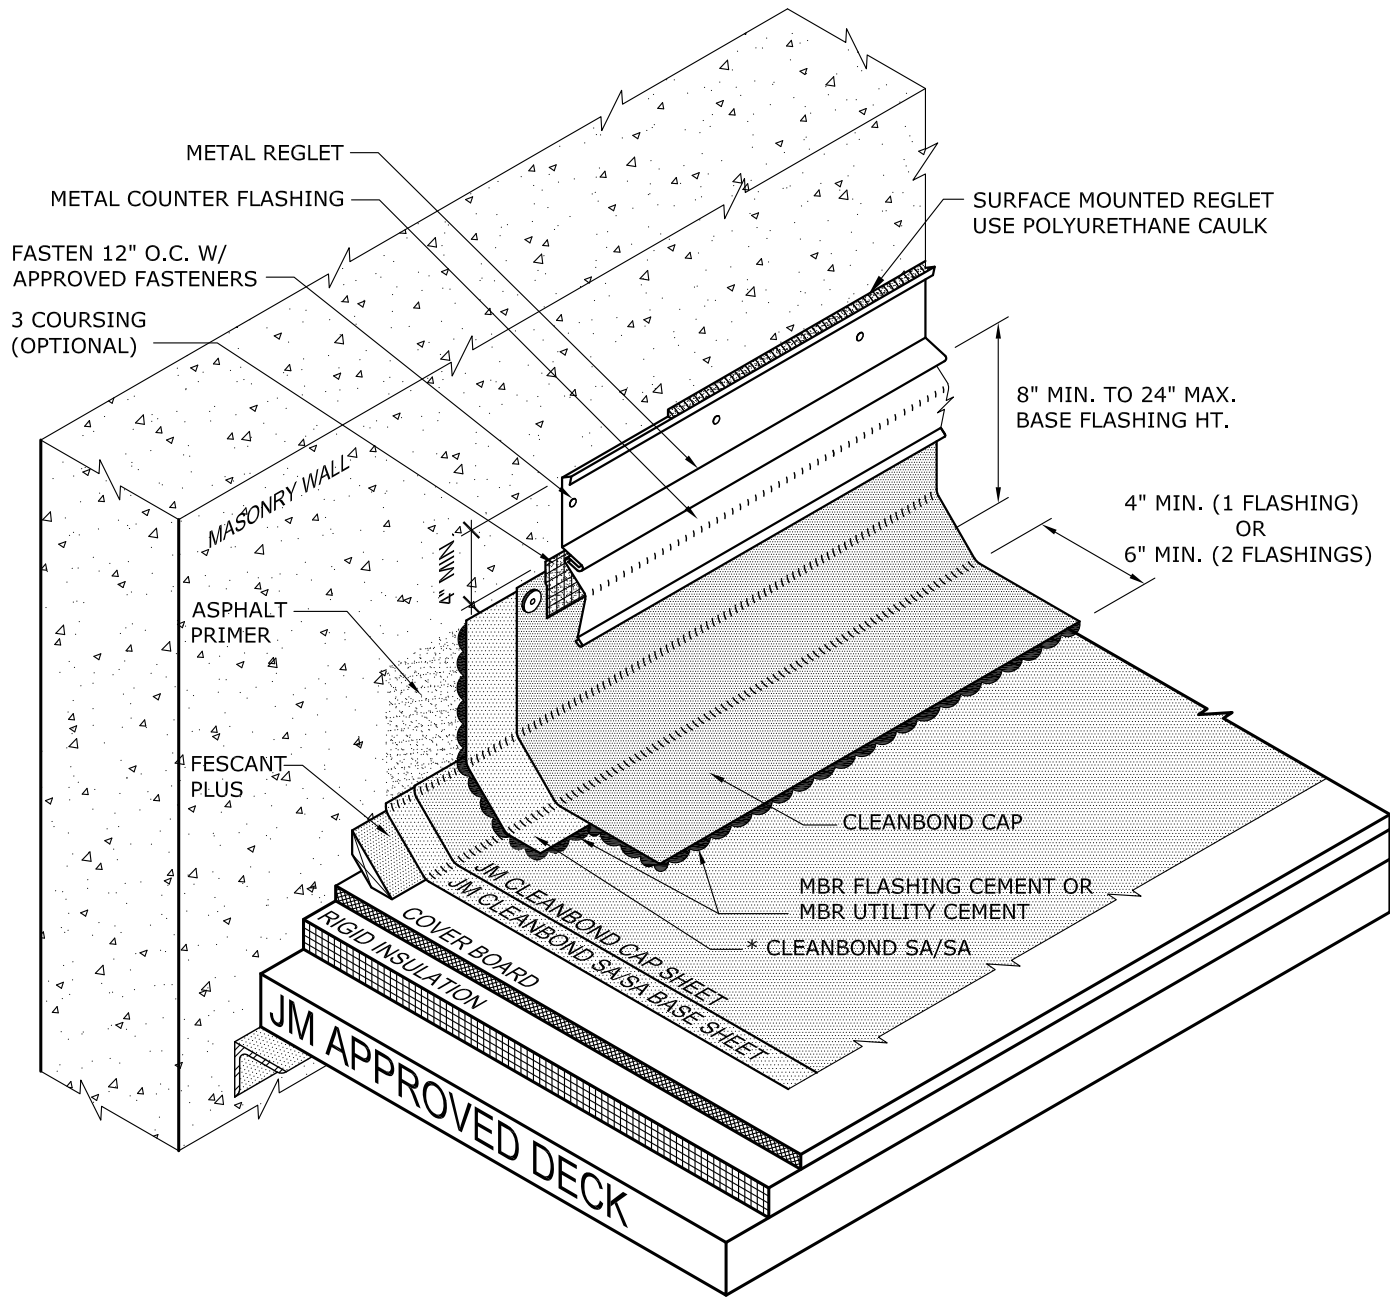 METAL REGLET
METAL COUNTER FLASHING
FASTEN 12" O.C. W/
APPROVED FASTENERS
3 COURSING
(OPTIONAL)
SURFACE MOUNTED REGLET
USE POLYURETHANE CAULK
8" MIN. TO 24" MAX.
BASE FLASHING HT.
4" MIN. (1 FLASHING)
OR
6" MIN. (2 FLASHINGS)
MASONRY WALL
4" MIN.
ASPHALT
PRIMER
FESCANT
PLUS
CLEANBOND CAP
MBR FLASHING CEMENT OR
MBR UTILITY CEMENT
* CLEANBOND SA/SA
JM CLEANBOND CAP SHEET
JM CLEANBOND SA/SA BASE SHEET
COVER BOARD
RIGID INSULATION
JM APPROVED DECK